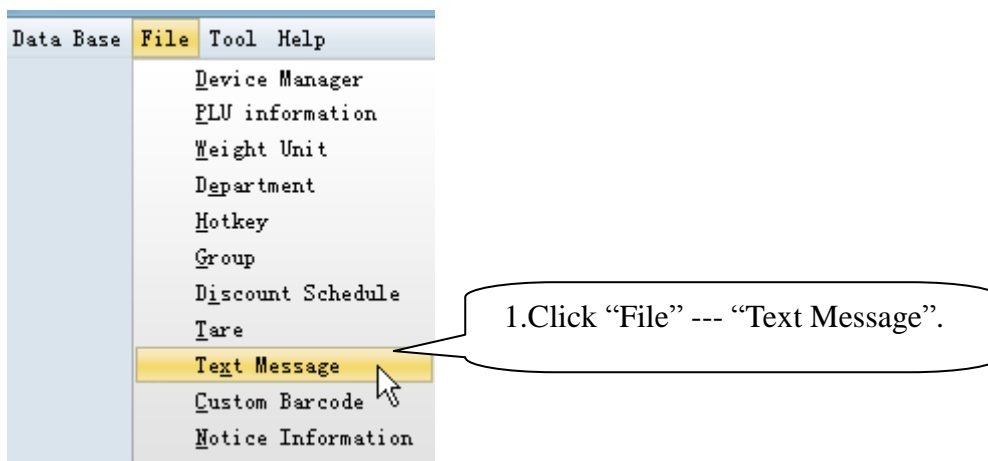 Data Base File Tool Help
Device Manager
PLU information
Weight Unit
Department
Hotkey
Group
Discount Schedule
Tare
Text Message
Custom Barcode
Notice Information
1.Click “File” --- “Text Message”.